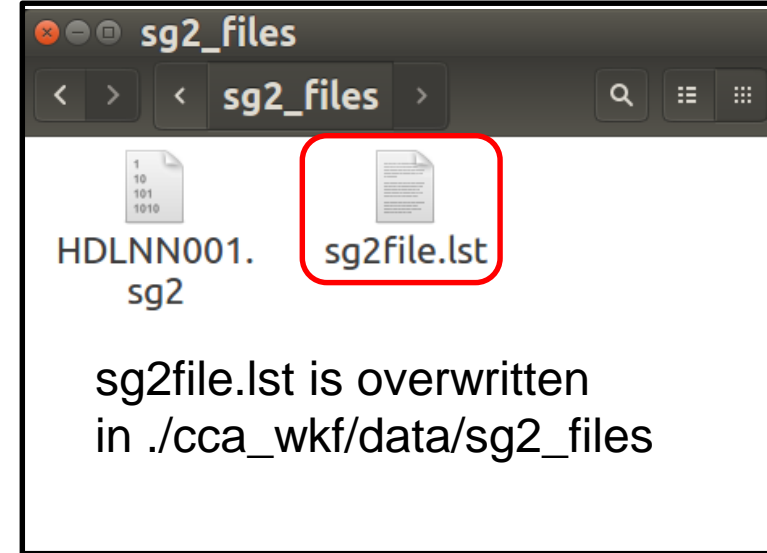 sg2_files
sg2_files
1
10
101
1010
HDLNN001.
sg2
sg2file.lst
sg2file.lst is overwritten
in ./cca_wkf/data/sg2_files